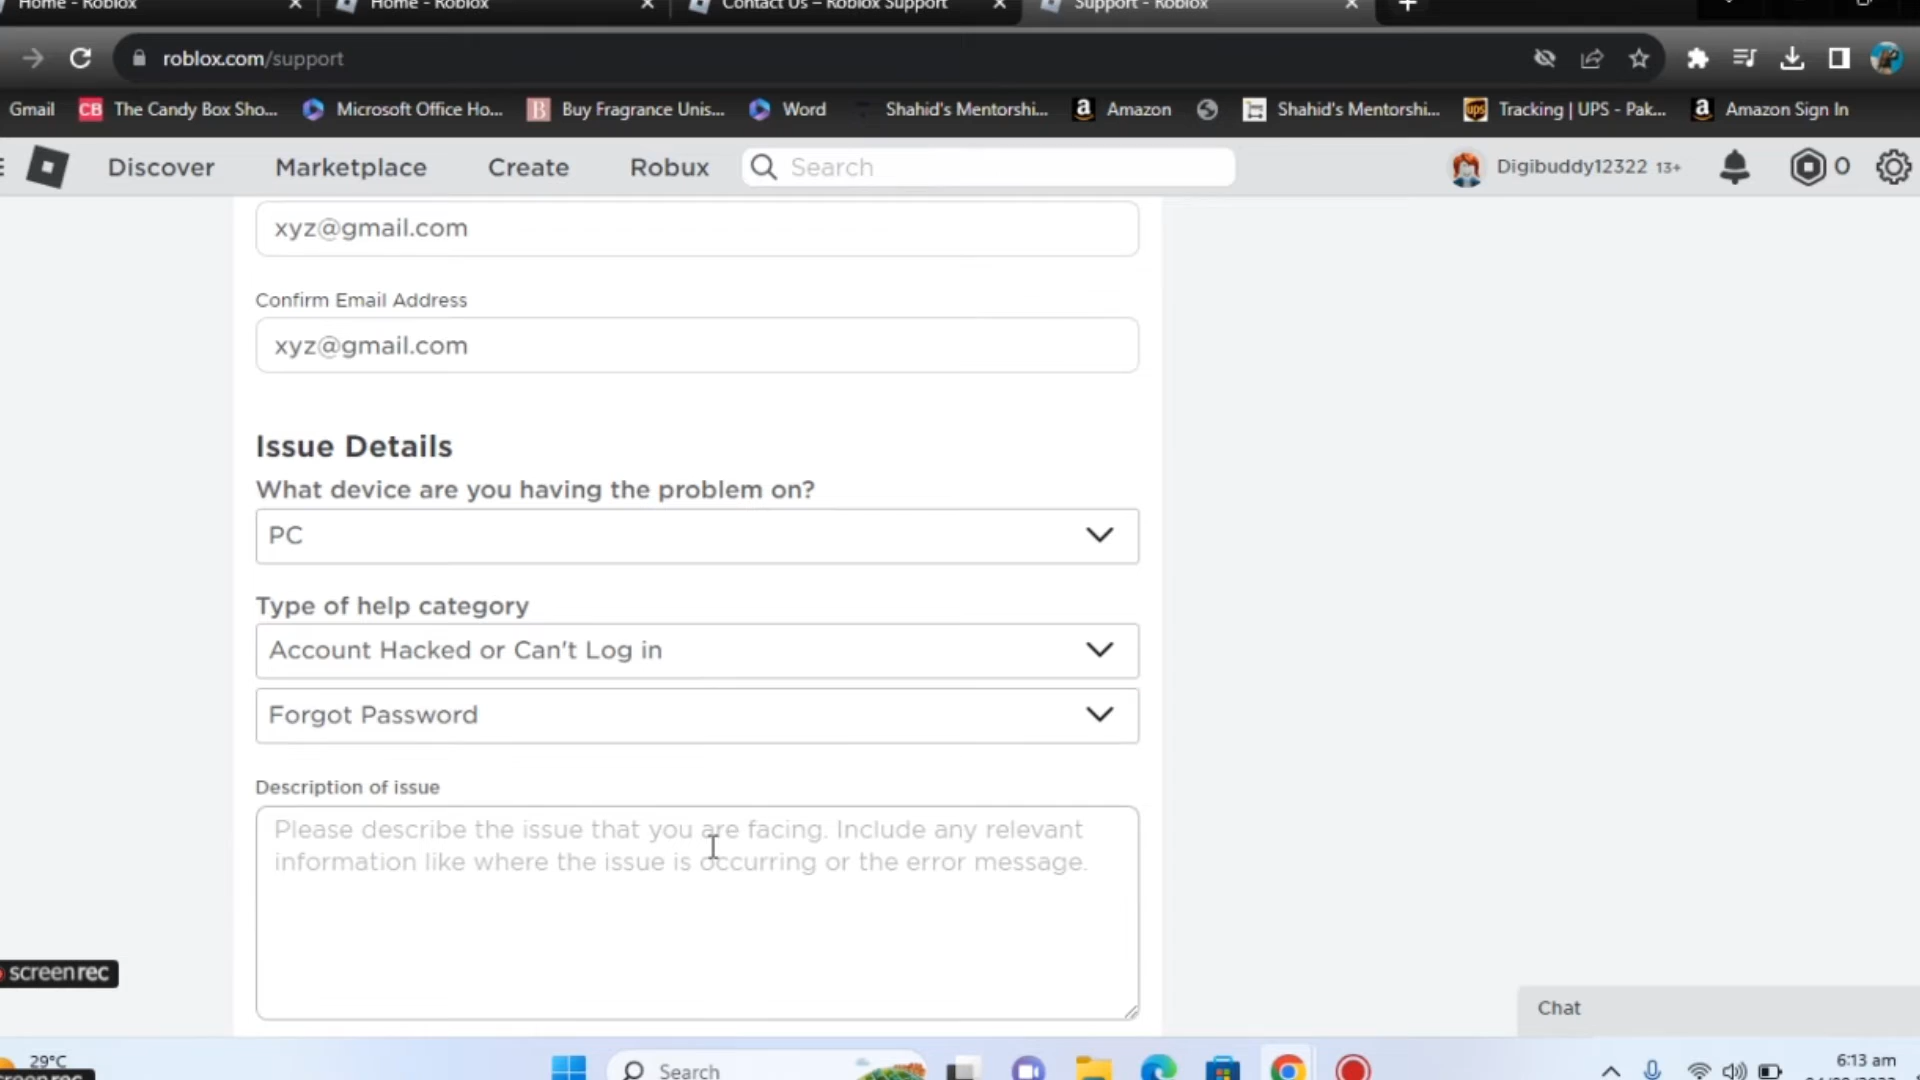 Home - Roblox Home - Roblox Contact Us – Roblox Support Support - Roblox
roblox.com/support
Gmail CB The Candy Box Sho... Microsoft Office Ho... B Buy Fragrance Unis... Word Shahid's Mentorshi... a Amazon Shahid's Mentorshi... ups Tracking | UPS - Pak... a Amazon Sign In
Discover Marketplace Create Robux Search Digibuddy12322 13+ 0
xyz@gmail.com
Confirm Email Address
xyz@gmail.com
Issue Details
What device are you having the problem on?
PC
Type of help category
Account Hacked or Can't Log in
Forgot Password
Description of issue
Please describe the issue that you are facing. Include any relevant
information like where the issue is occurring or the error message.
screenrec
Chat
29°C
Search
6:13 am